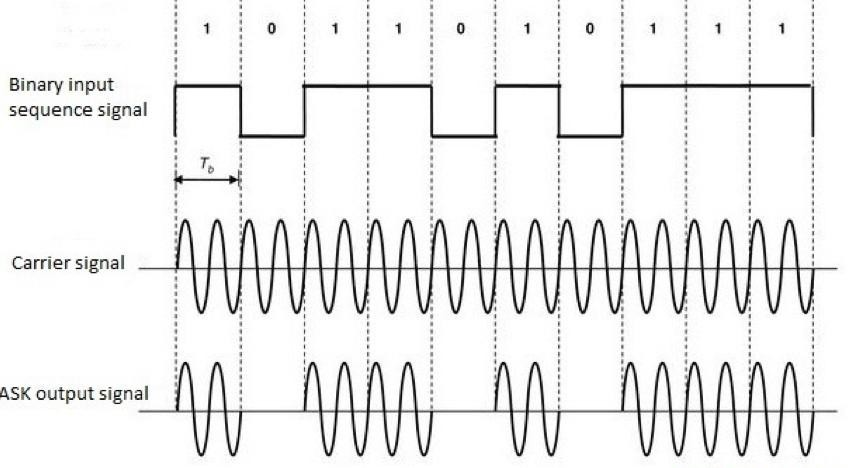 1 0 1 1 0 1 0 1 1 1
Binary input
sequence signal
T_b
Carrier signal
ASK output signal